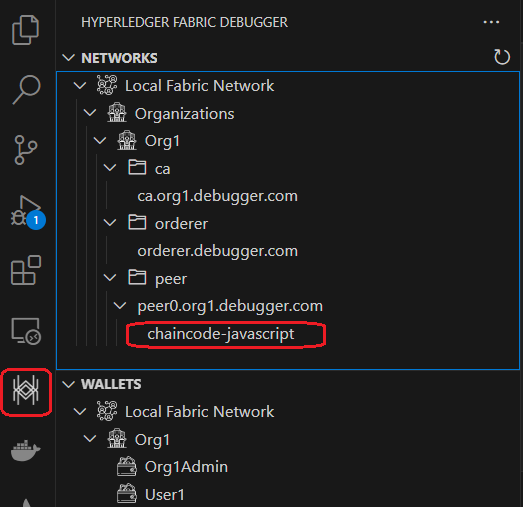 HYPERLEDGER FABRIC DEBUGGER
NETWORKS
Local Fabric Network
Organizations
Org1
ca
ca.org1.debugger.com
orderer
orderer.debugger.com
peer
peer0.org1.debugger.com
chaincode-javascript
1
WALLETS
Local Fabric Network
Org1
Org1Admin
User1